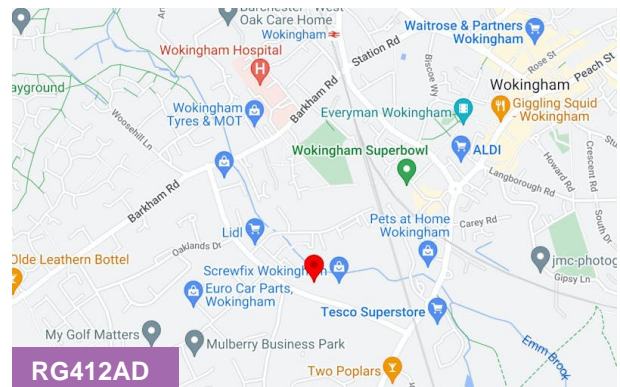 Barchester - West
Oak Care Home
Wokingham
Waitrose & Partners
Wokingham
Station Rd
Rose St
Peach St
Wokingham Hospital
Biscoe Wy
Wokingham
ayground
Woosehill Ln
Barkham Rd
Everyman Wokingham
Giggling Squid
- Wokingham
Wokingham
Tyres & MOT
Wokingham Superbowl
ALDI
Howard Rd
Crescent Rd
Stu
Barkham Rd
Langborough Rd
South Dr
Carey Rd
Pets at Home
Wokingham
Lidl
Oaklands Dr
Olde Leathern Bottel
Screwfix Wokingham
jmc-photog
Gipsy Ln
Euro Car Parts,
Wokingham
Tesco Superstore
My Golf Matters
Mulberry Business Park
Emm Brook
RG412AD
Two Poplars